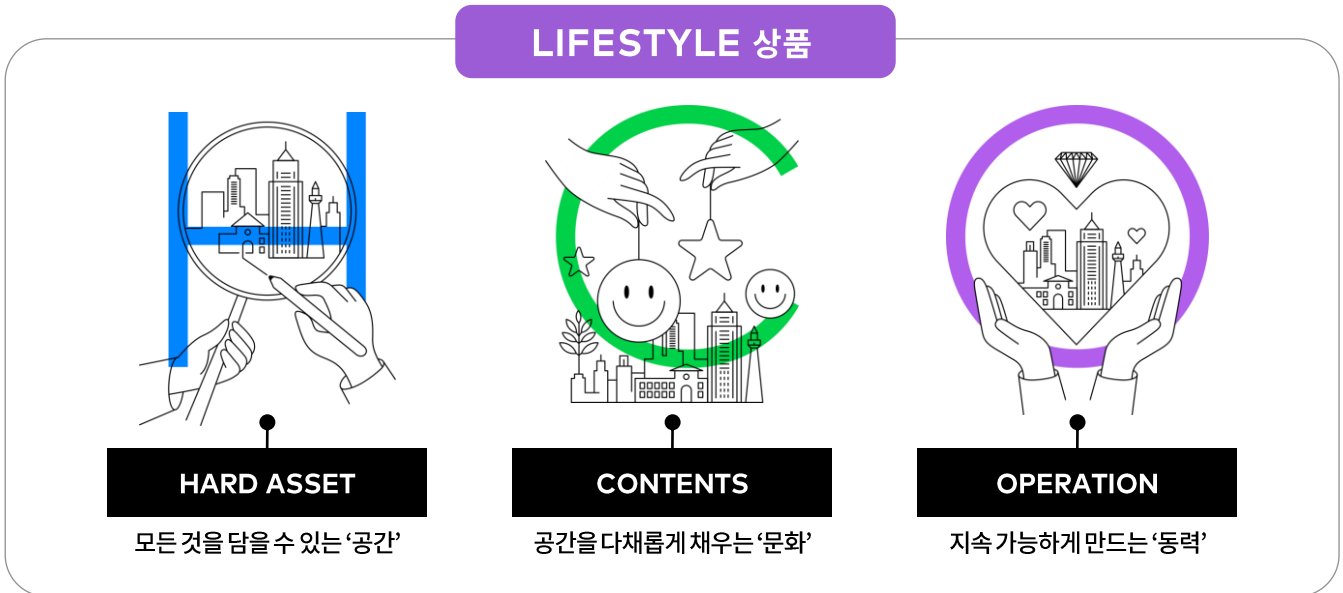 LIFESTYLE 상품
HARD ASSET
모든 것을 담을 수 있는 ‘공간’
CONTENTS
공간을 다채롭게 채우는 ‘문화’
OPERATION
지속 가능하게 만드는 ‘동력’